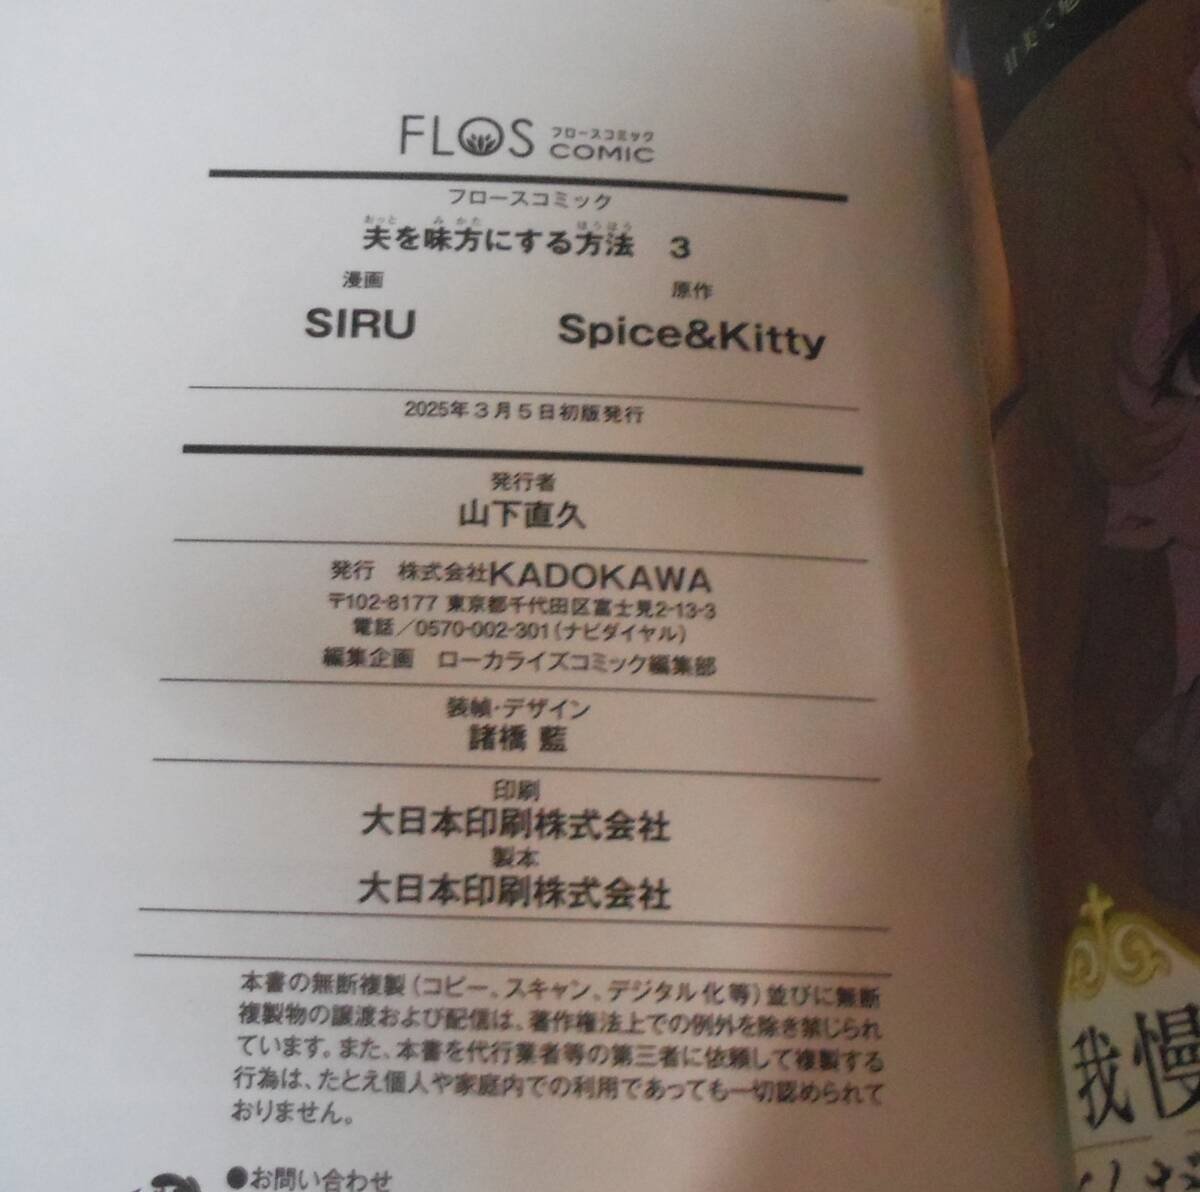 FLOS フロースコミック COMIC
フロースコミック
夫を味方にする方法 3
漫画 原作
SIRU Spice&Kitty
2025年3月5日初版発行
発行者
山下直久
発行 株式会社KADOKAWA
〒102-8177 東京都千代田区富士見2-13-3
電話／0570-002-301(ナビダイヤル)
編集企画 ローカライズコミック編集部
装幀・デザイン
諸橋 藍
印刷
大日本印刷株式会社
製本
大日本印刷株式会社
本書の無断複製(コピー、スキャン、デジタル化等)並びに無断
複製物の譲渡および配信は、著作権法上での例外を除き禁じられ
ています。また、本書を代行業者等の第三者に依頼して複製する
行為は、たとえ個人や家庭内での利用であっても一切認められて
おりません。
●お問い合わせ
甘美で
我慢